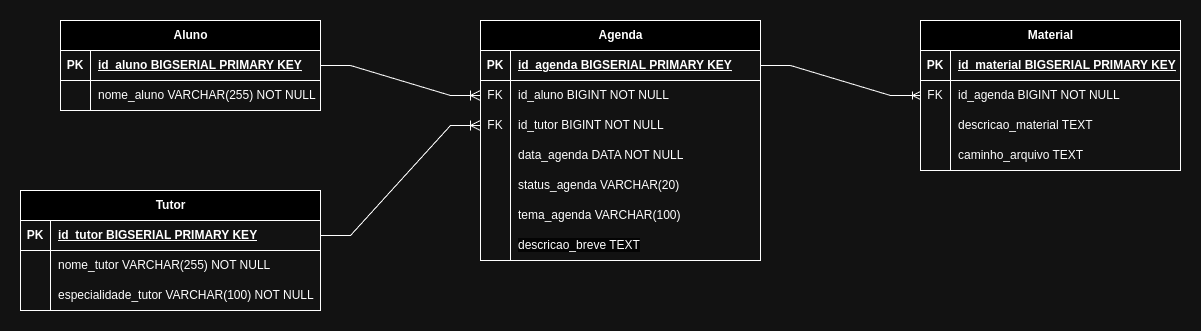 Aluno
PK id_aluno BIGSERIAL PRIMARY KEY
nome_aluno VARCHAR(255) NOT NULL
Tutor
PK id_tutor BIGSERIAL PRIMARY KEY
nome_tutor VARCHAR(255) NOT NULL
especialidade_tutor VARCHAR(100) NOT NULL
Agenda
PK id_agenda BIGSERIAL PRIMARY KEY
FK id_aluno BIGINT NOT NULL
FK id_tutor BIGINT NOT NULL
data_agenda DATA NOT NULL
status_agenda VARCHAR(20)
tema_agenda VARCHAR(100)
descricao_breve TEXT
Material
PK id_material BIGSERIAL PRIMARY KEY
FK id_agenda BIGINT NOT NULL
descricao_material TEXT
caminho_arquivo TEXT